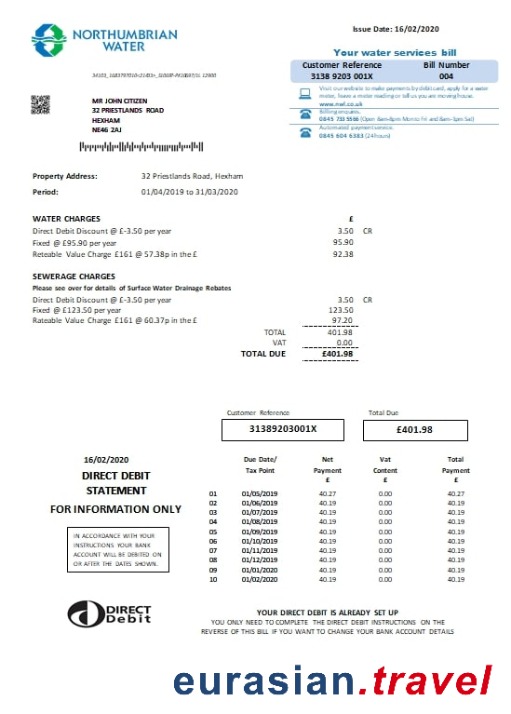 NORTHUMBRIAN
WATER
Issue Date: 16/02/2020
Your water services bill
Customer Reference Bill Number
3138 9203 001X 004
Visit our website to make payments by debit card, apply for a water
meter, leave a meter reading or tell us you are moving house.
www.nwl.co.uk
Billing enquiries.
(Open 8am-8pm Mon to Fri and 8am-1pm Sat)
Automated payment service.
0845 604 6383 (24 hours)
MR JOHN CITIZEN
32 PRIESTLANDS ROAD
HEXHAM
NE46 2AJ
Property Address: 32 Priestlands Road, Hexham
Period: 01/04/2019 to 31/03/2020
WATER CHARGES £
Direct Debit Discount @ £-3.50 per year 3.50 CR
Fixed @ £95.90 per year 95.90
Reteable Value Charge £161 @ 57.38p in the £ 92.38
SEWERAGE CHARGES
Please see over for details of Surface Water Drainage Rebates
Direct Debit Discount @ £-3.50 per year 3.50 CR
Fixed @ £123.50 per year 123.50
Rateable Value Charge £161 @ 60.37p in the £ 97.20
TOTAL 401.98
VAT 0.00
TOTAL DUE £401.98
Customer Reference Total Due
31389203001X £401.98
16/02/2020
DIRECT DEBIT
STATEMENT
FOR INFORMATION ONLY
IN ACCORDANCE WITH YOUR
INSTRUCTIONS YOUR BANK
ACCOUNT WILL BE DEBITED ON
OR AFTER THE DATES SHOWN.
Due Date/ Net Vat Total
Tax Point Payment Content Payment
£ £ £
01 01/05/2019 40.27 0.00 40.27
02 01/06/2019 40.19 0.00 40.19
03 01/07/2019 40.19 0.00 40.19
04 01/08/2019 40.19 0.00 40.19
05 01/09/2019 40.19 0.00 40.19
06 01/10/2019 40.19 0.00 40.19
07 01/11/2019 40.19 0.00 40.19
08 01/12/2019 40.19 0.00 40.19
09 01/01/2020 40.19 0.00 40.19
10 01/02/2020 40.19 0.00 40.19
DIRECT
Debit
YOUR DIRECT DEBIT IS ALREADY SET UP
YOU ONLY NEED TO COMPLETE THE DIRECT DEBIT INSTRUCTIONS ON THE
REVERSE OF THIS BILL IF YOU WANT TO CHANGE YOUR BANK ACCOUNT DETAILS
eurasian.travel